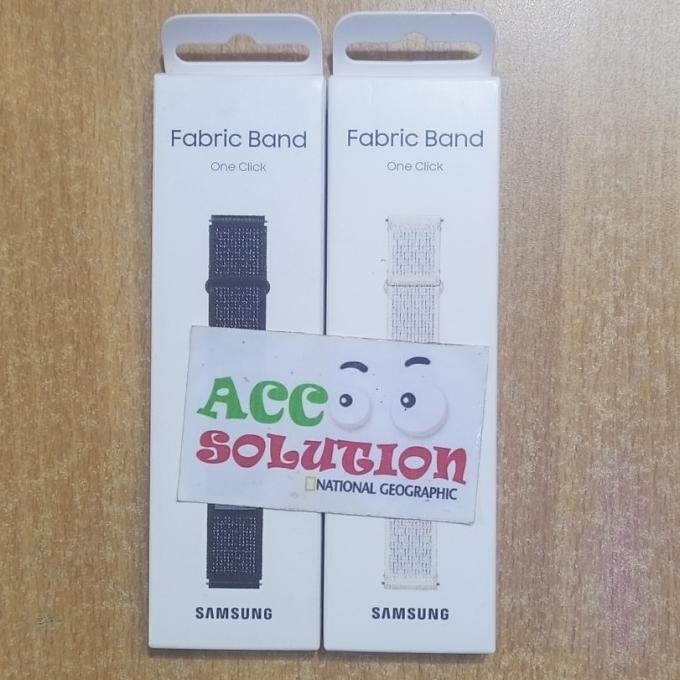 Fabric Band
One Click
SAMSUNG
Fabric Band
One Click
SAMSUNG
ACC
SOLUTION
NATIONAL GEOGRAPHIC